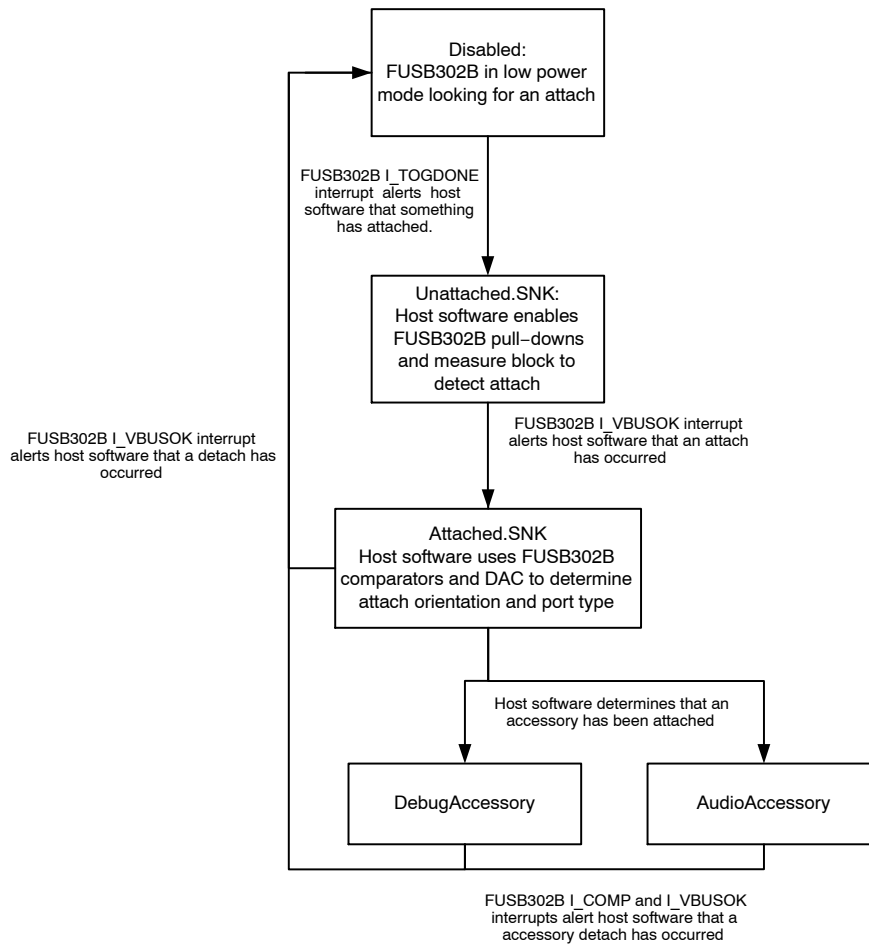 Disabled:
FUSB302B in low power
mode looking for an attach
FUSB302B I_TOGDONE
interrupt alerts host
software that something
has attached.
Unattached.SNK:
Host software enables
FUSB302B pull−downs
and measure block to
detect attach
FUSB302B I_VBUSOK interrupt
alerts host software that a detach has
occurred
FUSB302B I_VBUSOK interrupt
alerts host software that an attach
has occurred
Attached.SNK
Host software uses FUSB302B
comparators and DAC to determine
attach orientation and port type
Host software determines that an
accessory has been attached
DebugAccessory
AudioAccessory
FUSB302B I_COMP and I_VBUSOK
interrupts alert host software that a
accessory detach has occurred